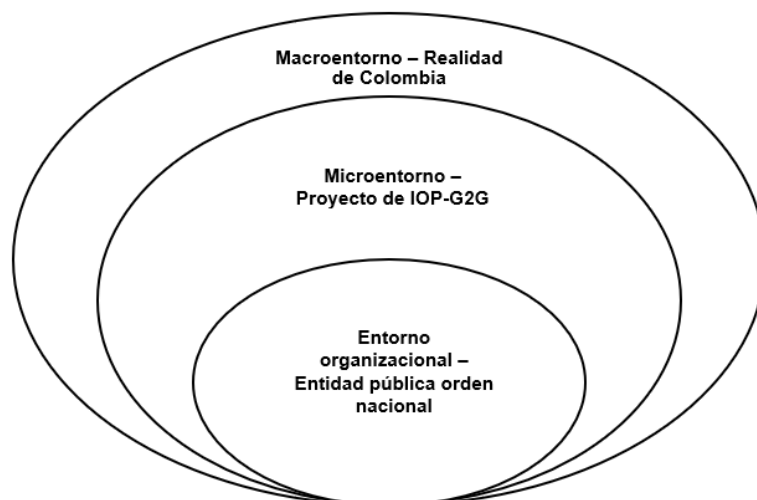 Macroentorno – Realidad
de Colombia
Microentorno –
Proyecto de IOP-G2G
Entorno
organizacional –
Entidad pública orden
nacional